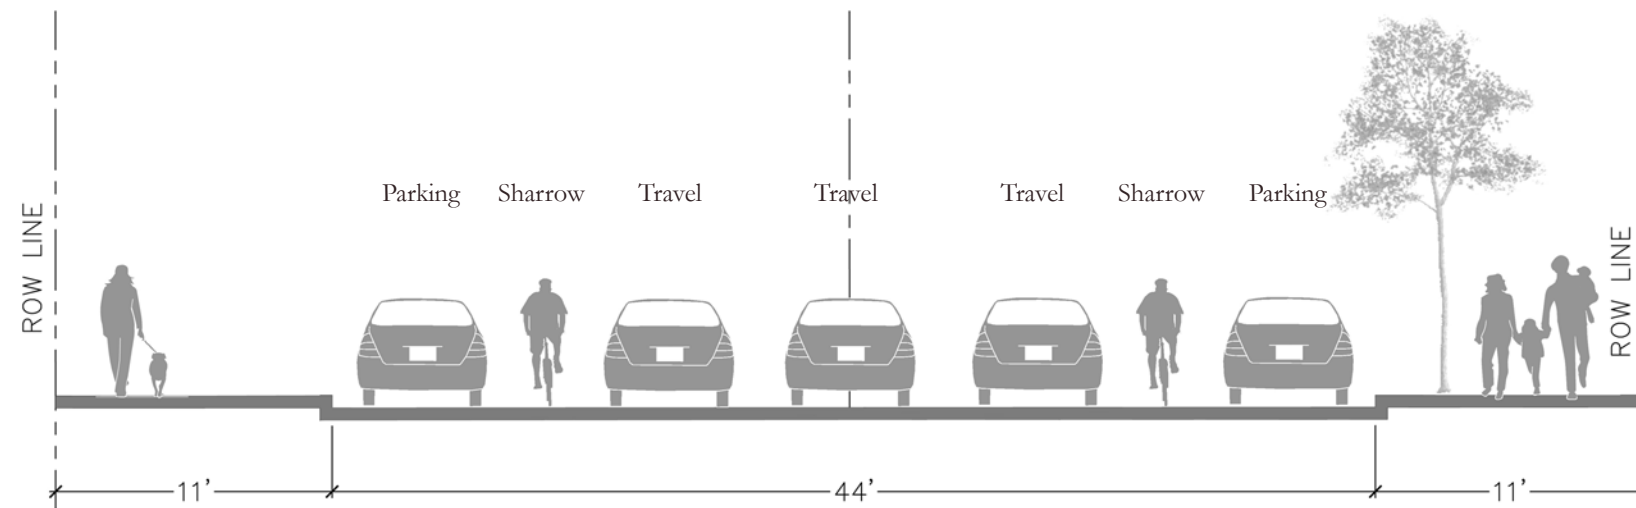 Parking Sharrow Travel Travel Travel Sharrow Parking
ROW LINE
ROW LINE
11' 44' 11'